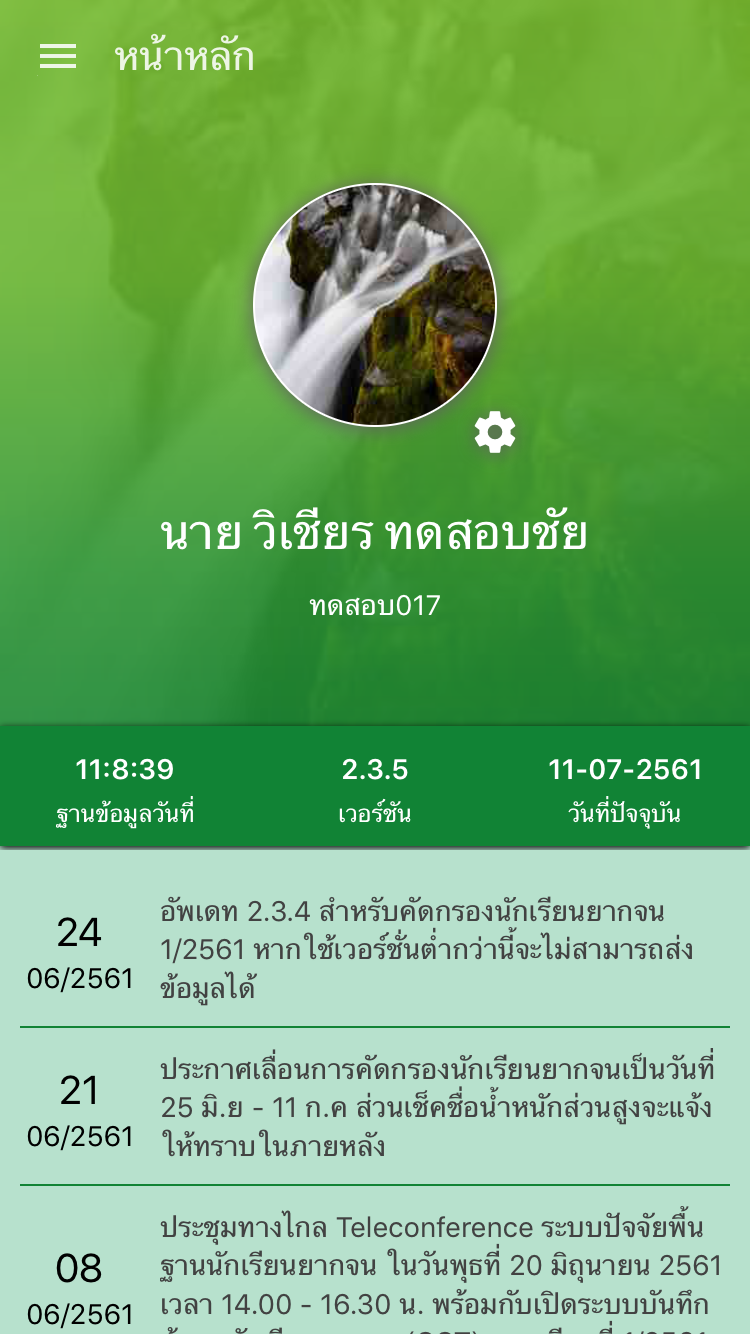 หน้าหลัก
นาย วิเชียร ทดสอบชัย
ทดสอบ017
11:8:39 2.3.5 11-07-2561
ฐานข้อมูลวันที่ เวอร์ชัน วันที่ปัจจุบัน
24
06/2561
อัพเดท 2.3.4 สำหรับคัดกรองนักเรียนยากจน
1/2561 หากใช้เวอร์ชั่นต่ำกว่านี้จะไม่สามารถส่ง
ข้อมูลได้
21
06/2561
ประกาศเลื่อนการคัดกรองนักเรียนยากจนเป็นวันที่
25 มิ.ย - 11 ก.ค ส่วนเช็คชื่อน้ำหนักส่วนสูงจะแจ้ง
ให้ทราบในภายหลัง
08
06/2561
ประชุมทางไกล Teleconference ระบบปัจจัยพื้น
ฐานนักเรียนยากจน ในวันพุธที่ 20 มิถุนายน 2561
เวลา 14.00 - 16.30 น. พร้อมกับเปิดระบบบันทึก